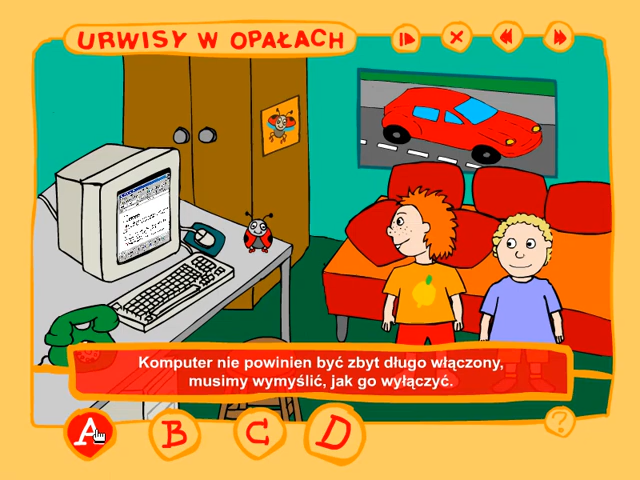 URWISY W OPAŁACH
Komputer nie powinien być zbyt długo włączony,
musimy wymyślić, jak go wyłączyć.
A B C D ?